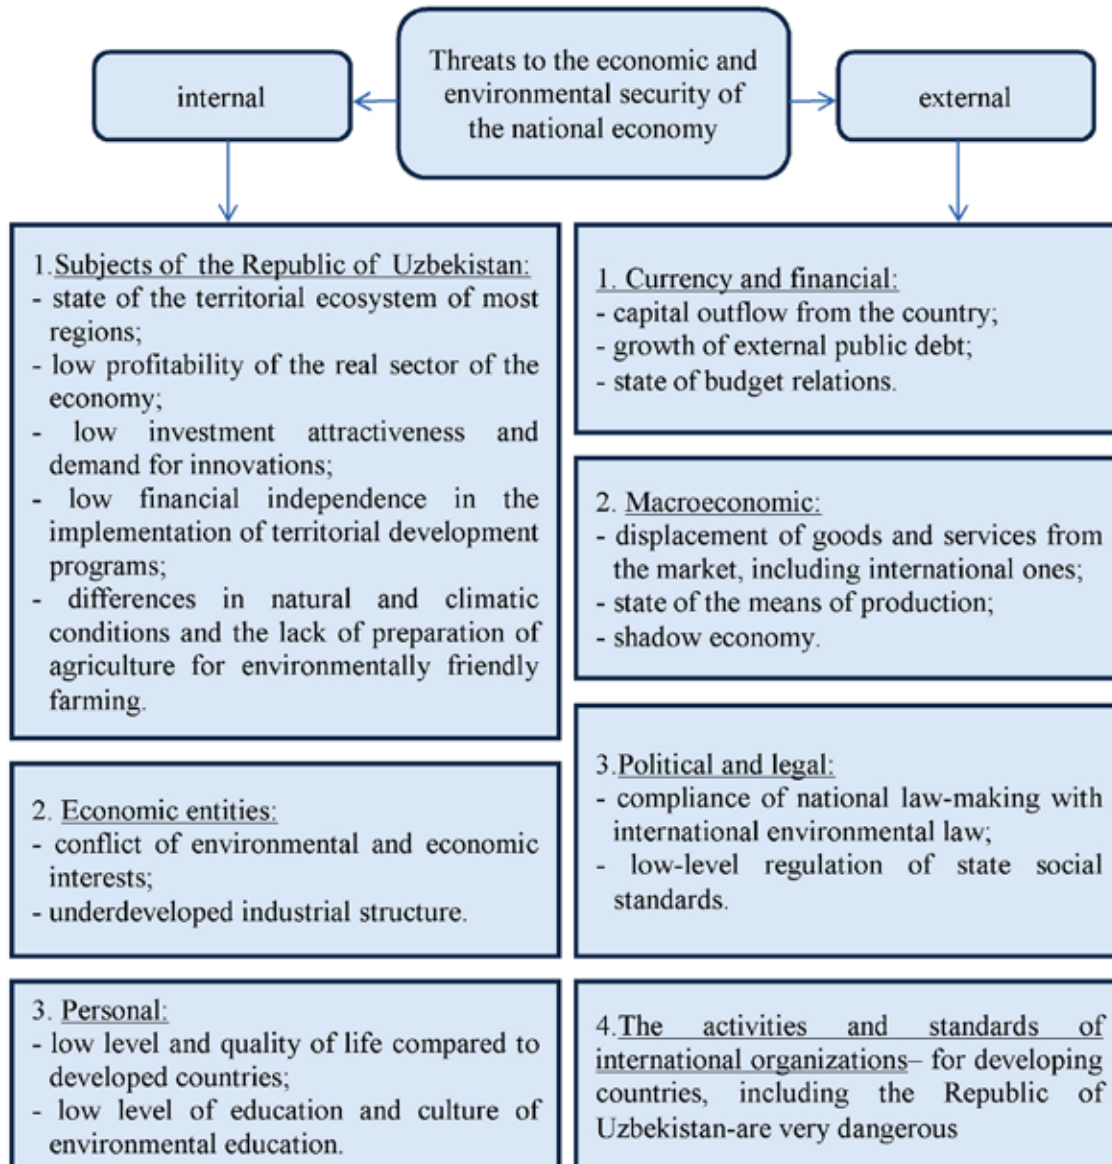 Threats to the economic and
environmental security of
the national economy
internal
external
1.Subjects of the Republic of Uzbekistan:
- state of the territorial ecosystem of most
regions;
- low profitability of the real sector of the
economy;
- low investment attractiveness and
demand for innovations;
- low financial independence in the
implementation of territorial development
programs;
- differences in natural and climatic
conditions and the lack of preparation of
agriculture for environmentally friendly
farming.
2. Economic entities:
- conflict of environmental and economic
interests;
- underdeveloped industrial structure.
3. Personal:
- low level and quality of life compared to
developed countries;
- low level of education and culture of
environmental education.
1. Currency and financial:
- capital outflow from the country;
- growth of external public debt;
- state of budget relations.
2. Macroeconomic:
- displacement of goods and services from
the market, including international ones;
- state of the means of production;
- shadow economy.
3.Political and legal:
- compliance of national law-making with
international environmental law;
- low-level regulation of state social
standards.
4.The activities and standards of
international organizations– for developing
countries, including the Republic of
Uzbekistan-are very dangerous